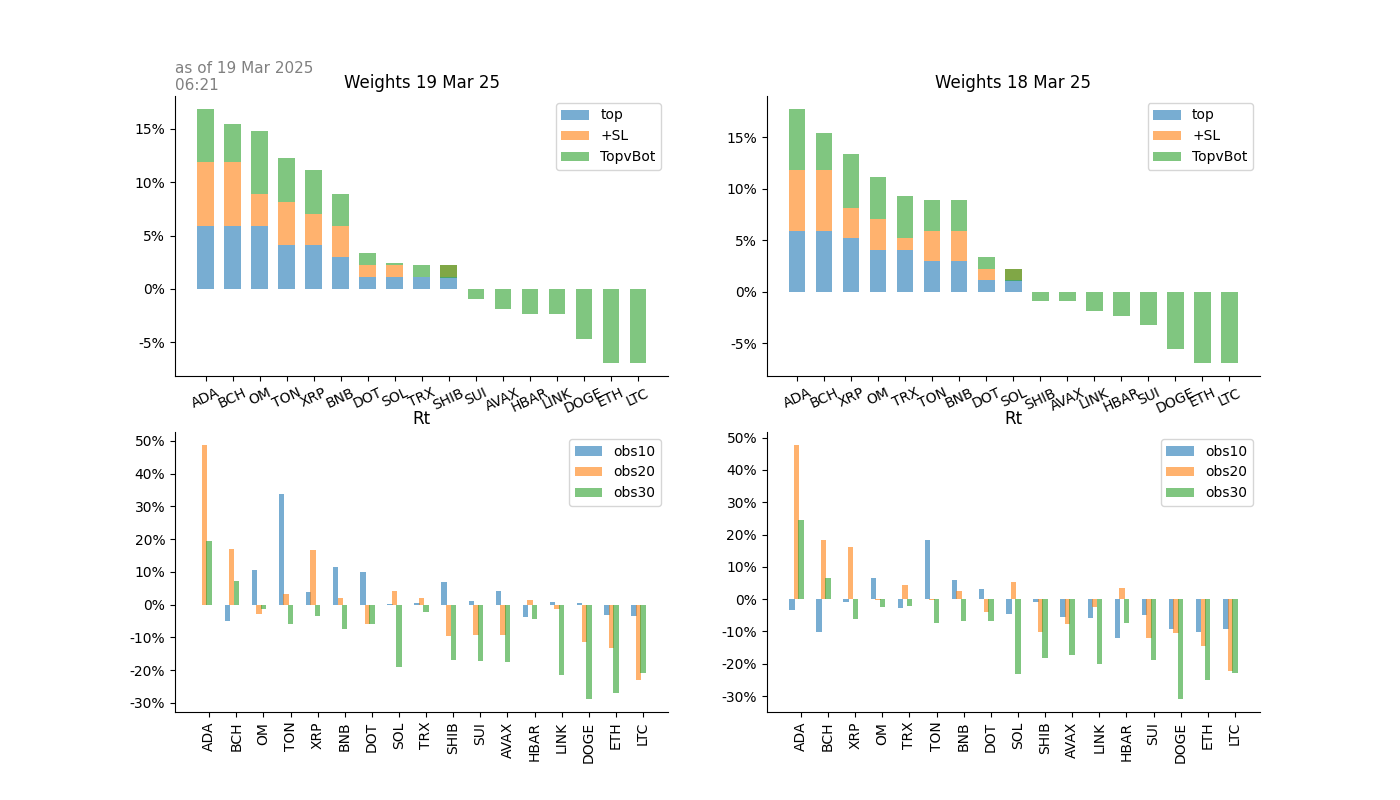 as of 19 Mar 2025
06:21
Weights 19 Mar 25
15%
10%
5%
0%
-5%
top
+SL
TopvBot
ADA BCH OM TON XRP BNB DOT SOL TRX SHIB SUI AVAX HBAR LINK DOGE ETH LTC
Weights 18 Mar 25
15%
10%
5%
0%
-5%
top
+SL
TopvBot
ADA BCH XRP OM TRX TON BNB DOT SOL SHIB AVAX LINK HBAR SUI DOGE ETH LTC
Rt
50%
40%
30%
20%
10%
0%
-10%
-20%
-30%
obs10
obs20
obs30
ADA BCH OM TON XRP BNB DOT SOL TRX SHIB SUI AVAX HBAR LINK DOGE ETH LTC
Rt
50%
40%
30%
20%
10%
0%
-10%
-20%
-30%
obs10
obs20
obs30
ADA BCH XRP OM TRX TON BNB DOT SOL SHIB AVAX LINK HBAR SUI DOGE ETH LTC